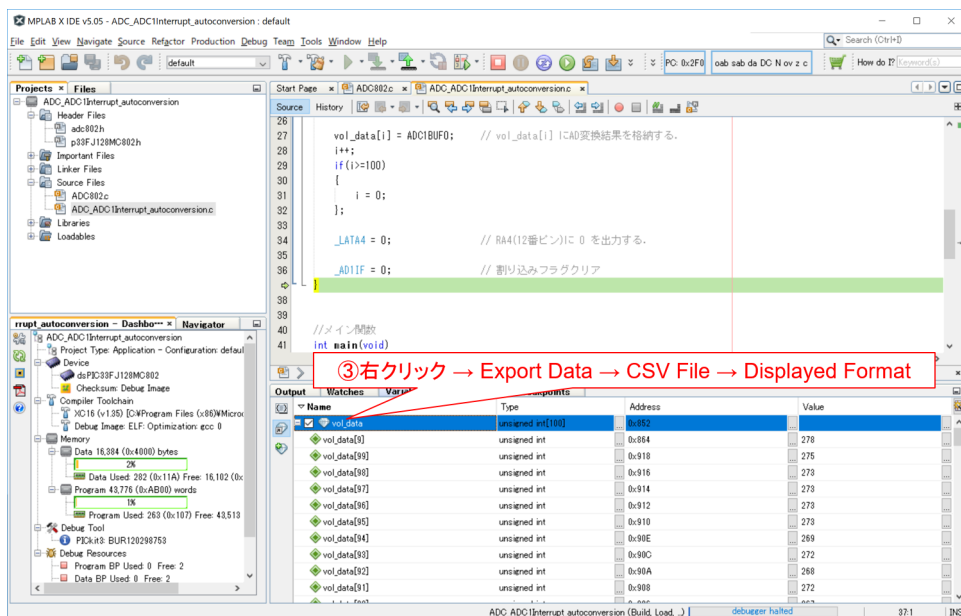 MPLAB X IDE v5.05 - ADC_ADC1Interrupt_autoconversion : default
File Edit View Navigate Source Refactor Production Debug Team Tools Window Help
Search (Ctrl+I)
default
PC: 0x2F0
oab sab da DC N ov z c
How do I? (Keyword(s)
Projects × Files
ADC_ADC1Interrupt_autoconversion
Header Files
adc802.h
p33FJ128MC802.h
Important Files
Linker Files
Source Files
ADC802.c
ADC_ADC1Interrupt_autoconversion.c
Libraries
Loadables
Start Page × ADC802.c × ADC_ADC1Interrupt_autoconversion.c ×
Source History
26
27 vol_data[i] = ADC1BUF0; // vol_data[i] にAD変換結果を格納する.
28 i++;
29 if(i>=100)
30 {
31 i = 0;
32 };
33
34 _LATA4 = 0; // RA4(12番ピン)に 0 を出力する.
35
36 _AD1IF = 0; // 割り込みフラグクリア
}
38
39
40 //メイン関数
41 int main(void)
③右クリック → Export Data → CSV File → Displayed Format
rrupt_autoconversion - Dashbo… × Navigator
ADC_ADC1Interrupt_autoconversion
Project Type: Application - Configuration: defaul
Device
dsPIC33FJ128MC802
Checksum: Debug Image
Compiler Toolchain
XC16 (v1.35) [C:¥Program Files (x86)¥Microc
Debug Image: ELF: Optimization: gcc 0
Memory
Data 16,384 (0x4000) bytes
2%
Data Used: 282 (0x11A) Free: 16,102 (0x
Program 43,776 (0xAB00) words
1%
Program Used: 263 (0x107) Free: 43,513
Debug Tool
PICkit3: BUR120298753
Debug Resources
Program BP Used: 0 Free: 2
Data BP Used: 0 Free: 2
Output Watches
Name Type Address Value
vol_data unsigned int[100] 0x852
vol_data[9] unsigned int 0x864 278
vol_data[99] unsigned int 0x918 275
vol_data[98] unsigned int 0x916 273
vol_data[97] unsigned int 0x914 273
vol_data[96] unsigned int 0x912 273
vol_data[95] unsigned int 0x910 273
vol_data[94] unsigned int 0x90E 269
vol_data[93] unsigned int 0x90C 272
vol_data[92] unsigned int 0x90A 268
vol_data[91] unsigned int 0x908 272
ADC_ADC1Interrupt_autoconversion (Build, Load, ...) debugger halted 37:1 INS